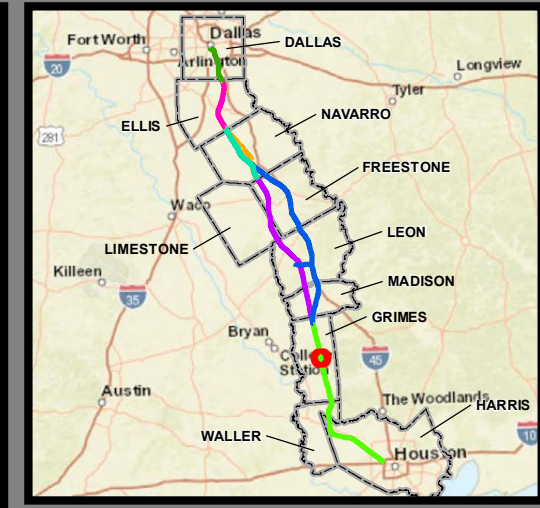 Dallas
Fort Worth
DALLAS
Arlington
Longview
20
Tyler
NAVARRO
ELLIS
281
FREESTONE
Waco
LEON
LIMESTONE
Killeen
MADISON
35
GRIMES
Bryan
College
Station
45
Austin
The Woodlands
HARRIS
WALLER
10
Houston